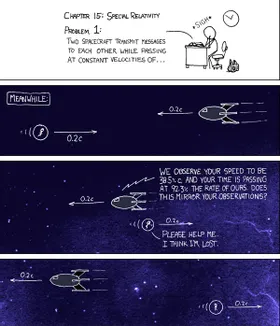 CHAPTER 15: SPECIAL RELATIVITY
PROBLEM 1:
TWO SPACECRAFT TRANSMIT MESSAGES
TO EACH OTHER WHILE PASSING
AT CONSTANT VELOCITIES OF...
*SIGH*
MEANWHILE:
0.2c
0.2c
WE OBSERVE YOUR SPEED TO BE
38.5% c AND YOUR TIME IS PASSING
AT 92.3% THE RATE OF OURS. DOES
THIS MIRROR YOUR OBSERVATIONS?
0.2c
0.2c
PLEASE HELP ME.
I THINK I'M LOST.
0.2c
0.2c